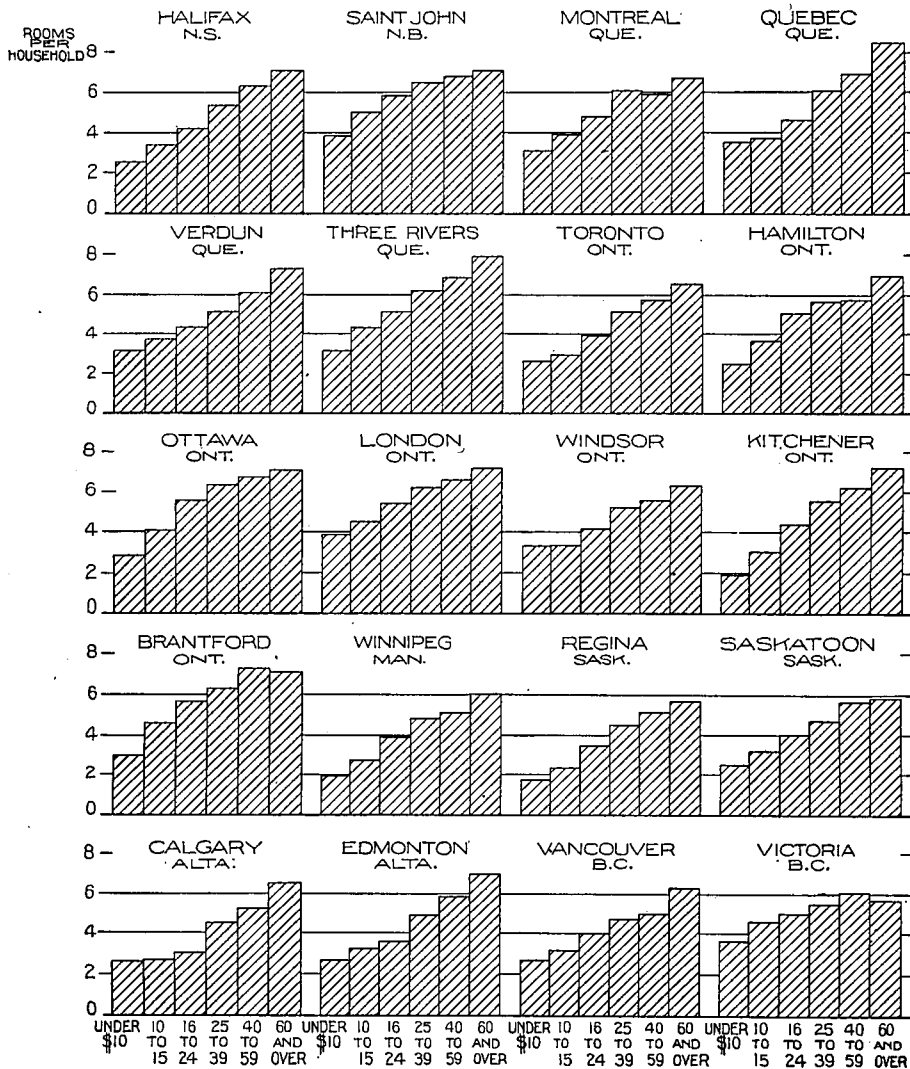 ROOMS
PER
HOUSEHOLD
HALIFAX
N.S.
SAINT JOHN
N.B.
MONTREAL
QUE.
QUEBEC
QUE.
8
6
4
2
0
VERDUN
QUE.
THREE RIVERS
QUE.
TORONTO
ONT.
HAMILTON
ONT.
8
6
4
2
0
OTTAWA
ONT.
LONDON
ONT.
WINDSOR
ONT.
KITCHENER
ONT.
8
6
4
2
0
BRANTFORD
ONT.
WINNIPEG
MAN.
REGINA
SASK.
SASKATOON
SASK.
8
6
4
2
0
CALGARY
ALTA.
EDMONTON
ALTA.
VANCOUVER
B.C.
VICTORIA
B.C.
8
6
4
2
0
UNDER 10 16 25 40 60 UNDER 10 16 25 40 60 UNDER 10 16 25 40 60 UNDER 10 16 25 40 60
$10 TO TO TO TO AND $10 TO TO TO TO AND $10 TO TO TO TO AND $10 TO TO TO TO AND
15 24 39 59 OVER 15 24 39 59 OVER 15 24 39 59 OVER 15 24 39 59 OVER